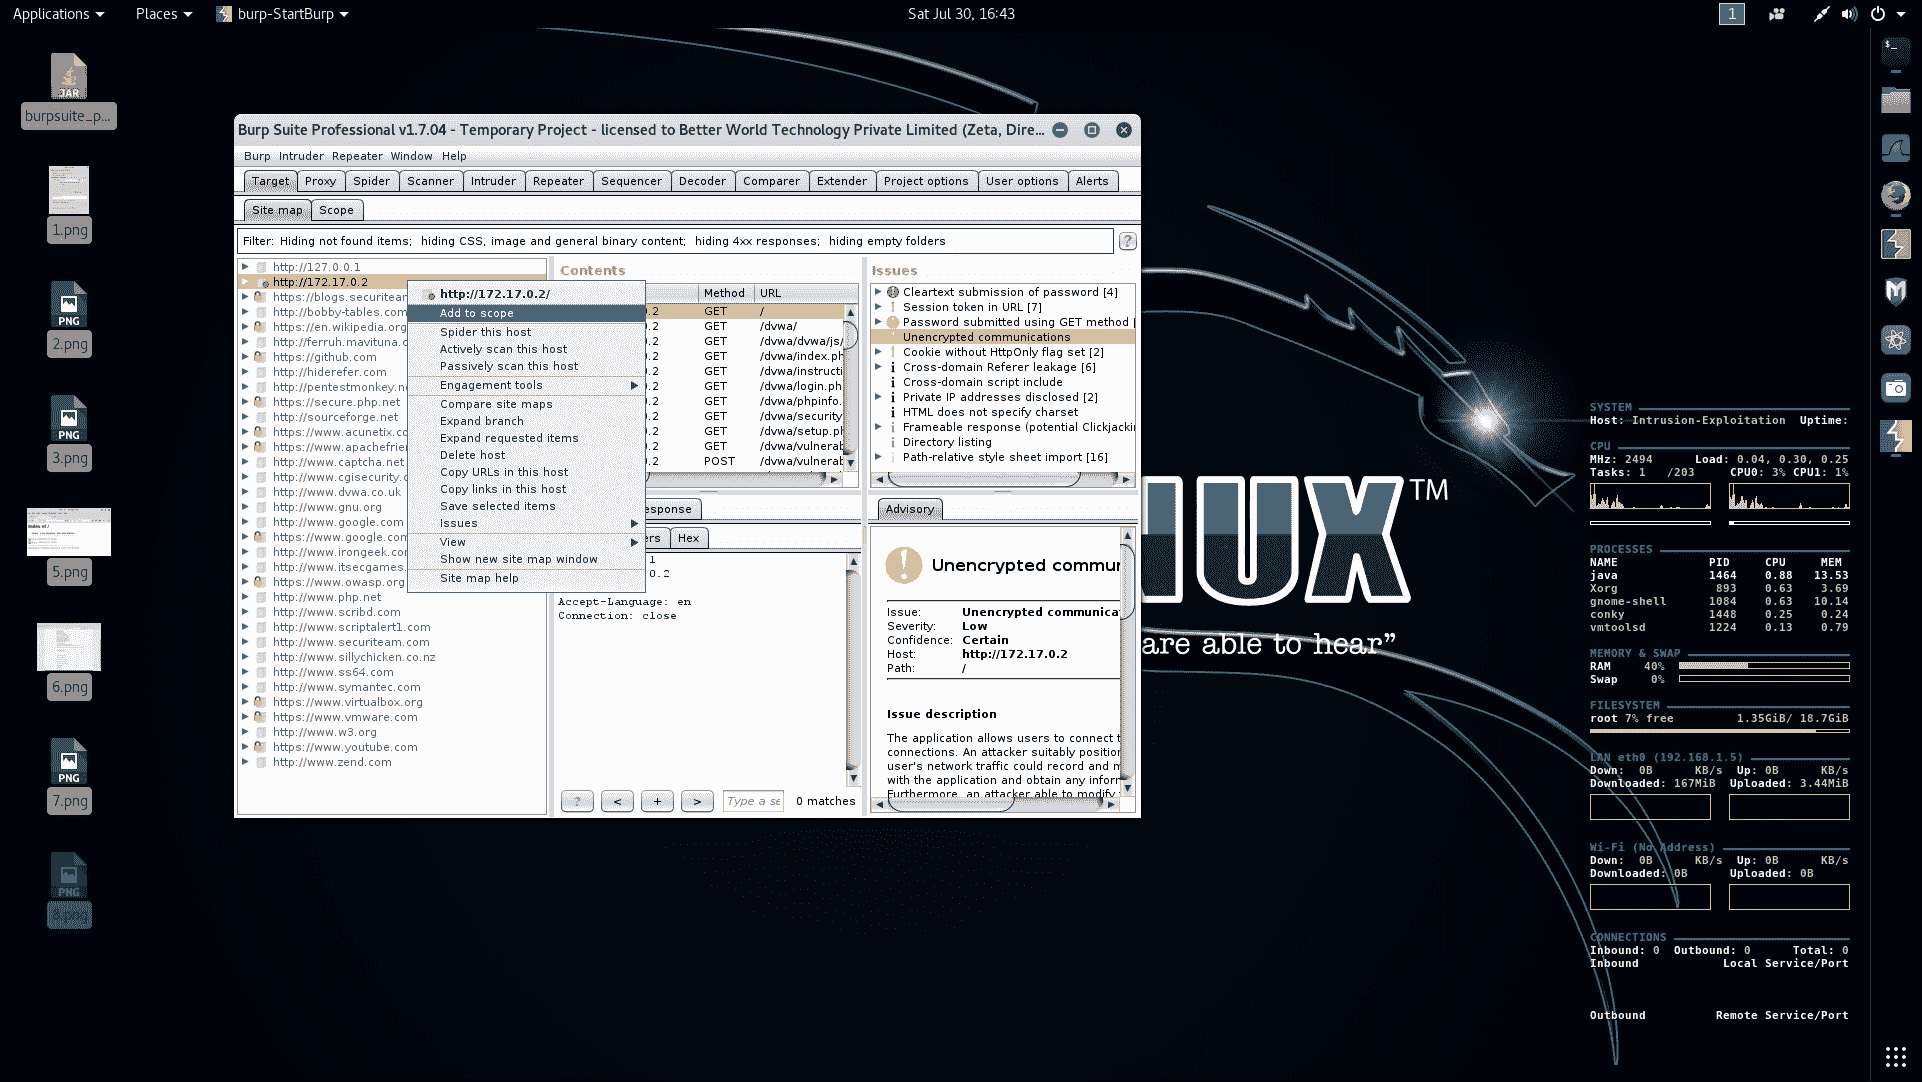 Applications Places burp-StartBurp Sat Jul 30, 16:43 1
JAR
burpsuite_p...
1.png
PNG
2.png
PNG
3.png
5.png
6.png
PNG
7.png
PNG
8.png
Burp Suite Professional v1.7.04 - Temporary Project - licensed to Better World Technology Private Limited (Zeta, Dire...
Burp Intruder Repeater Window Help
Target Proxy Spider Scanner Intruder Repeater Sequencer Decoder Comparer Extender Project options User options Alerts
Site map Scope
Filter: Hiding not found items; hiding CSS, image and general binary content; hiding 4xx responses; hiding empty folders ?
http://127.0.0.1
http://172.17.0.2
https://blogs.securitear
http://bobby-tables.com
https://en.wikipedia.org
http://ferruh.mavituna.c
https://github.com
http://hiderefer.com
http://pentestmonkey.ne
https://secure.php.net
http://sourceforge.net
https://www.acunetix.co
https://www.apachefrier
http://www.captcha.net
http://www.cgisecurity.c
http://www.dvwa.co.uk
http://www.gnu.org
https://www.google.com
https://www.google.com
http://www.irongeek.com
http://www.itsecgames.
https://www.owasp.org
http://www.php.net
http://www.scribd.com
http://www.scriptalert1.com
http://www.securiteam.com
http://www.sillychicken.co.nz
http://www.ss64.com
http://www.symantec.com
https://www.virtualbox.org
https://www.vmware.com
http://www.w3.org
https://www.youtube.com
http://www.zend.com
http://172.17.0.2/
Add to scope
Spider this host
Actively scan this host
Passively scan this host
Engagement tools
Compare site maps
Expand branch
Expand requested items
Delete host
Copy URLs in this host
Copy links in this host
Save selected items
Issues
View
Show new site map window
Site map help
Contents
Method URL
0.2 GET /
0.2 GET /dvwa/
0.2 GET /dvwa/dvwa/js/
0.2 GET /dvwa/index.ph
0.2 GET /dvwa/instructi
0.2 GET /dvwa/login.ph
0.2 GET /dvwa/phpinfo.
0.2 GET /dvwa/security
0.2 GET /dvwa/setup.ph
0.2 GET /dvwa/vulnerab
0.2 POST /dvwa/vulnerab
esponse
ers Hex
1
0.2
Accept-Language: en
Connection: close
? < + > Type a se 0 matches
Issues
Cleartext submission of password [4]
Session token in URL [7]
Password submitted using GET method [
Unencrypted communications
Cookie without HttpOnly flag set [2]
Cross-domain Referer leakage [6]
Cross-domain script include
Private IP addresses disclosed [2]
HTML does not specify charset
Frameable response (potential Clickjackin
Directory listing
Path-relative style sheet import [16]
Advisory
Unencrypted commur
Issue: Unencrypted communica
Severity: Low
Confidence: Certain
Host: http://172.17.0.2
Path: /
Issue description
The application allows users to connect t
connections. An attacker suitably position
user's network traffic could record and m
with the application and obtain any inforr
Furthermore, an attacker able to modify
NUX™
are able to hear”
SYSTEM
Host: Intrusion-Exploitation Uptime:
CPU
MHz: 2494 Load: 0.04, 0.30, 0.25
Tasks: 1 /203 CPU0: 3% CPU1: 1%
PROCESSES
NAME PID CPU MEM
java 1464 0.88 13.53
Xorg 893 0.63 3.69
gnome-shell 1084 0.63 10.14
conky 1448 0.25 0.24
vmtoolsd 1224 0.13 0.79
MEMORY & SWAP
RAM 40%
Swap 0%
FILESYSTEM
root 7% free 1.35GiB/ 18.7GiB
LAN eth0 (192.168.1.5)
Down: 0B KB/s Up: 0B KB/s
Downloaded: 167MiB Uploaded: 3.44MiB
Wi-Fi (No Address)
Down: 0B KB/s Up: 0B KB/s
Downloaded: 0B Uploaded: 0B
CONNECTIONS
Inbound: 0 Outbound: 0 Total: 0
Inbound Local Service/Port
Outbound Remote Service/Port